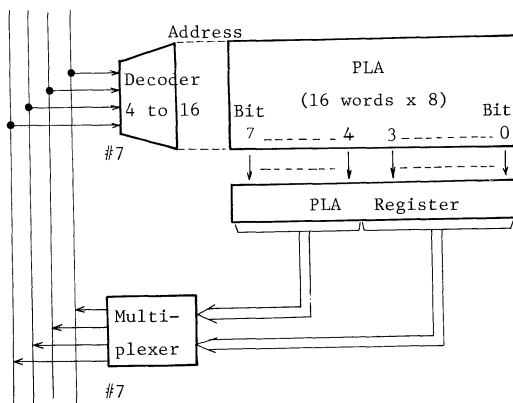 Address
Decoder
4 to 16
#7
PLA
(16 words x 8)
Bit Bit
7 4 3 0
PLA Register
Multi-
plexer
#7